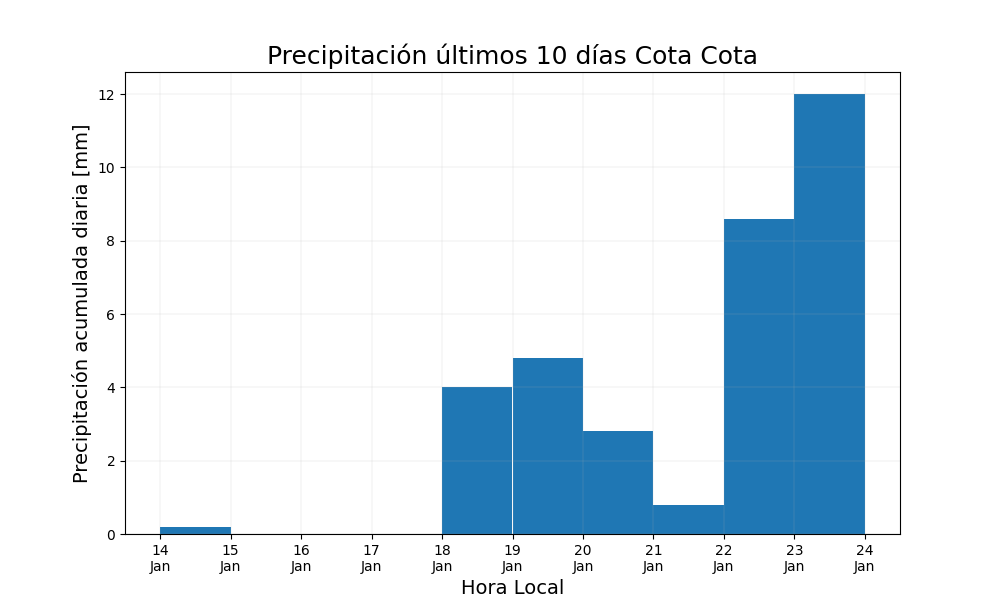 Precipitación últimos 10 días Cota Cota
Precipitación acumulada diaria [mm]
12
10
8
6
4
2
0
14 15 16 17 18 19 20 21 22 23 24
Jan Jan Jan Jan Jan Jan Jan Jan Jan Jan Jan
Hora Local